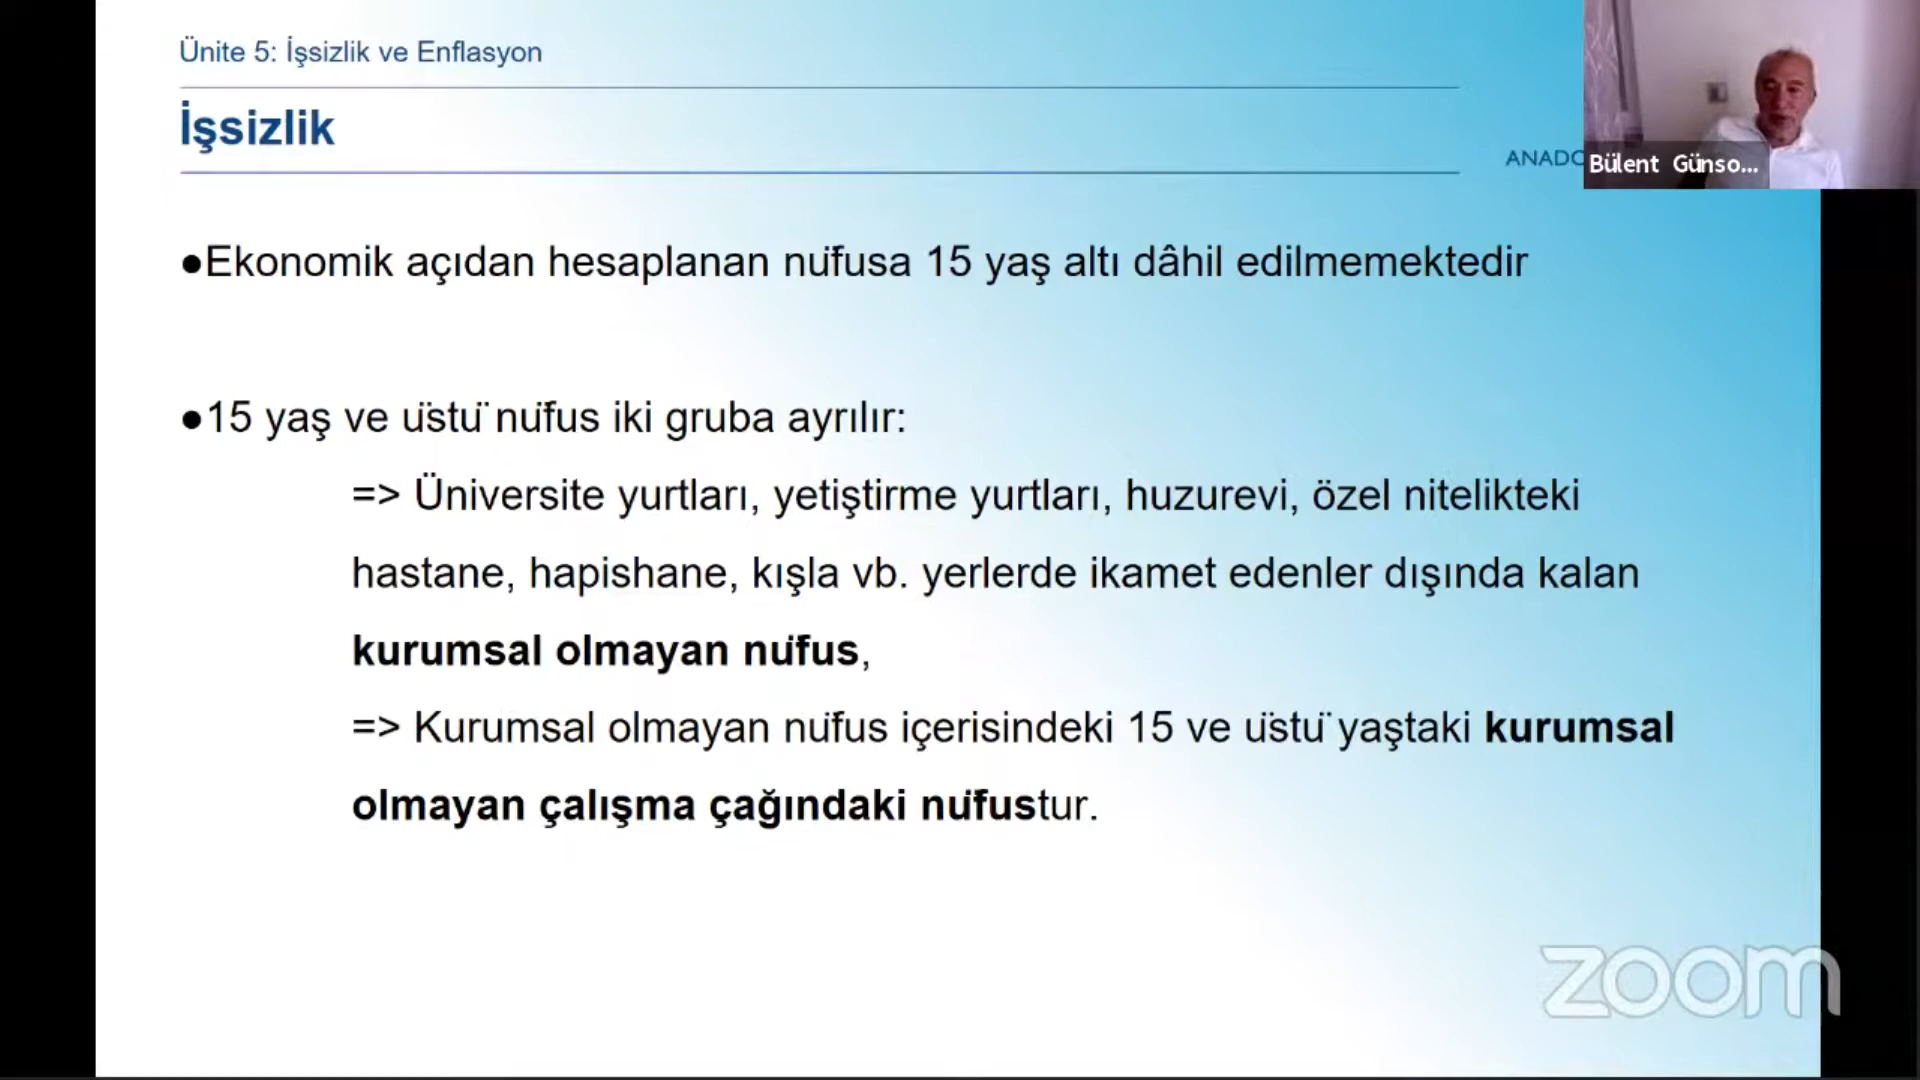 Ünite 5: İşsizlik ve Enflasyon
İşsizlik
ANADO
Bülent Günso...
●Ekonomik açıdan hesaplanan nüfusa 15 yaş altı dâhil edilmemektedir
●15 yaş ve üstü nüfus iki gruba ayrılır:
=> Üniversite yurtları, yetiştirme yurtları, huzurevi, özel nitelikteki
hastane, hapishane, kışla vb. yerlerde ikamet edenler dışında kalan
kurumsal olmayan nüfus,
=> Kurumsal olmayan nüfus içerisindeki 15 ve üstü yaştaki kurumsal
olmayan çalışma çağındaki nüfustur.
zoom